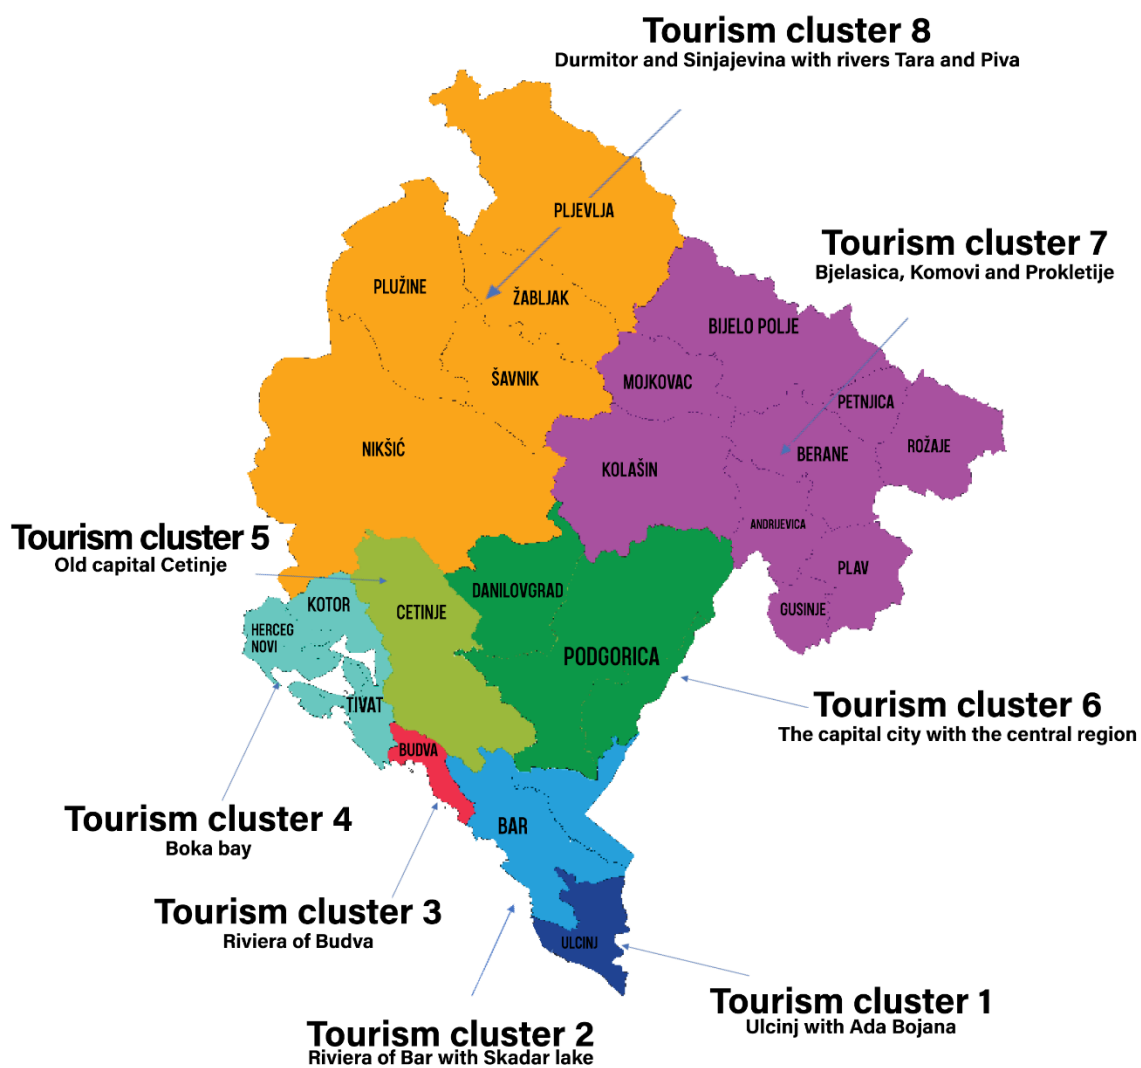 Tourism cluster 8
Durmitor and Sinjajevina with rivers Tara and Piva
PLJEVLJA
Tourism cluster 7
Bjelasica, Komovi and Prokletije
PLUŽINE
ŽABLJAK
BIJELO POLJE
ŠAVNIK
MOJKOVAC
PETNJICA
NIKŠIĆ
KOLAŠIN
BERANE
ROŽAJE
ANDRIJEVICA
Tourism cluster 5
Old capital Cetinje
PLAV
DANILOVGRAD
KOTOR
CETINJE
GUSINJE
HERCEG
NOVI
PODGORICA
TIVAT
Tourism cluster 6
The capital city with the central region
BUDVA
Tourism cluster 4
Boka bay
BAR
Tourism cluster 3
Riviera of Budva
ULCINJ
Tourism cluster 1
Ulcinj with Ada Bojana
Tourism cluster 2
Riviera of Bar with Skadar lake